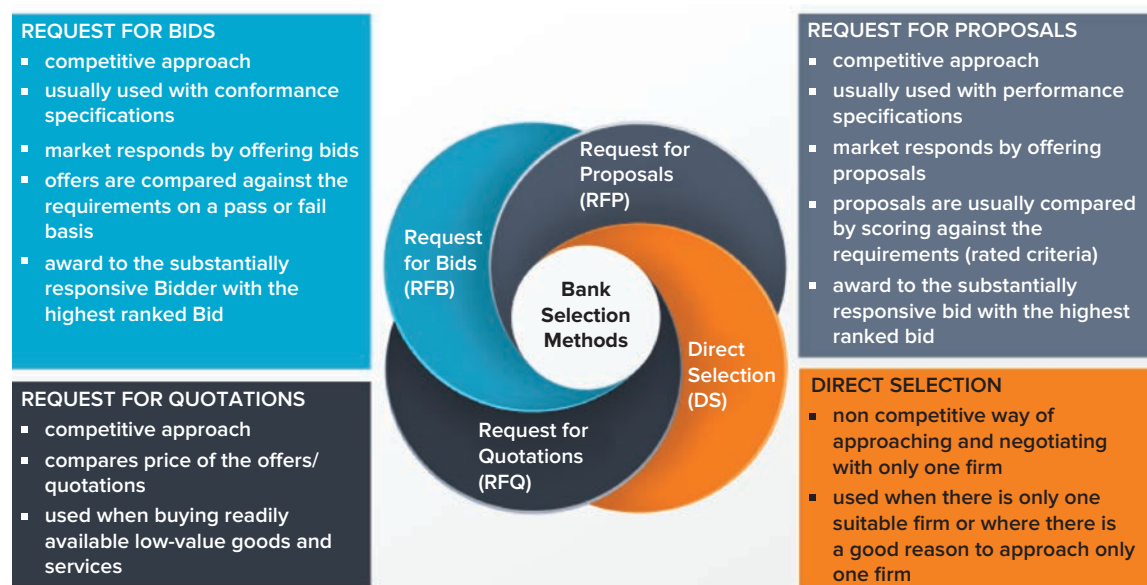 REQUEST FOR BIDS
▪ competitive approach
▪ usually used with conformance
specifications
▪ market responds by offering bids
▪ offers are compared against the
requirements on a pass or fail
basis
▪ award to the substantially
responsive Bidder with the
highest ranked Bid
REQUEST FOR QUOTATIONS
▪ competitive approach
▪ compares price of the offers/
quotations
▪ used when buying readily
available low-value goods and
services
Request for
Proposals
(RFP)
Request
for Bids
(RFB)
Bank
Selection
Methods
Direct
Selection
(DS)
Request for
Quotations
(RFQ)
REQUEST FOR PROPOSALS
▪ competitive approach
▪ usually used with performance
specifications
▪ market responds by offering
proposals
▪ proposals are usually compared
by scoring against the
requirements (rated criteria)
▪ award to the substantially
responsive bid with the highest
ranked bid
DIRECT SELECTION
▪ non competitive way of
approaching and negotiating
with only one firm
▪ used when there is only one
suitable firm or where there is
a good reason to approach only
one firm